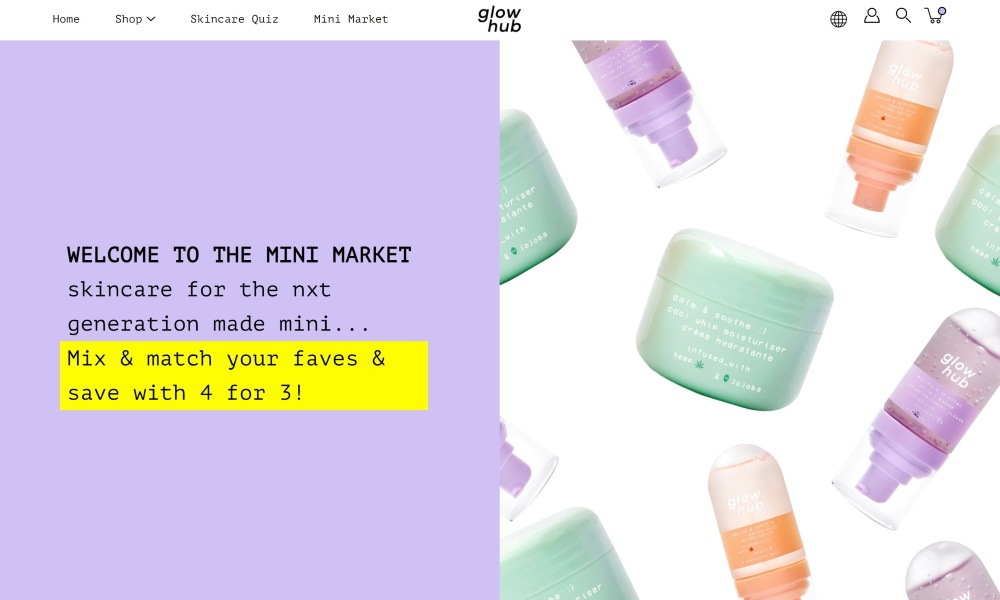 Home
Shop
Skincare Quiz
Mini Market
glow
hub
WELCOME TO THE MINI MARKET
skincare for the nxt
generation made mini...
Mix & match your faves &
save with 4 for 3!
glow
hub
calm & soothe :)
cool whip moisturiser
crème hydratante
infused_with
hemp & jojoba
glow
hub
glow
hub